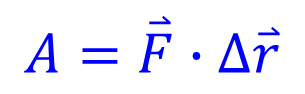 A = F⃗ · Δr⃗